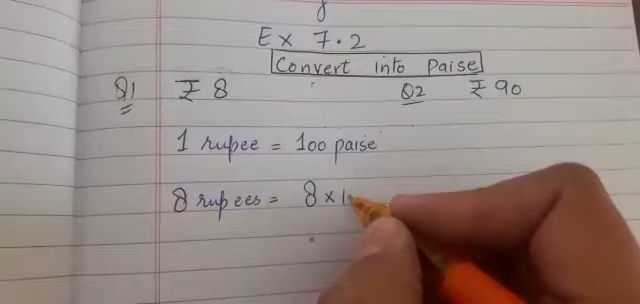 Ex 7.2
Convert into Paise
Q1 ₹ 8 Q2 ₹ 90
1 rupee = 100 paise
8 rupees = 8 × 1